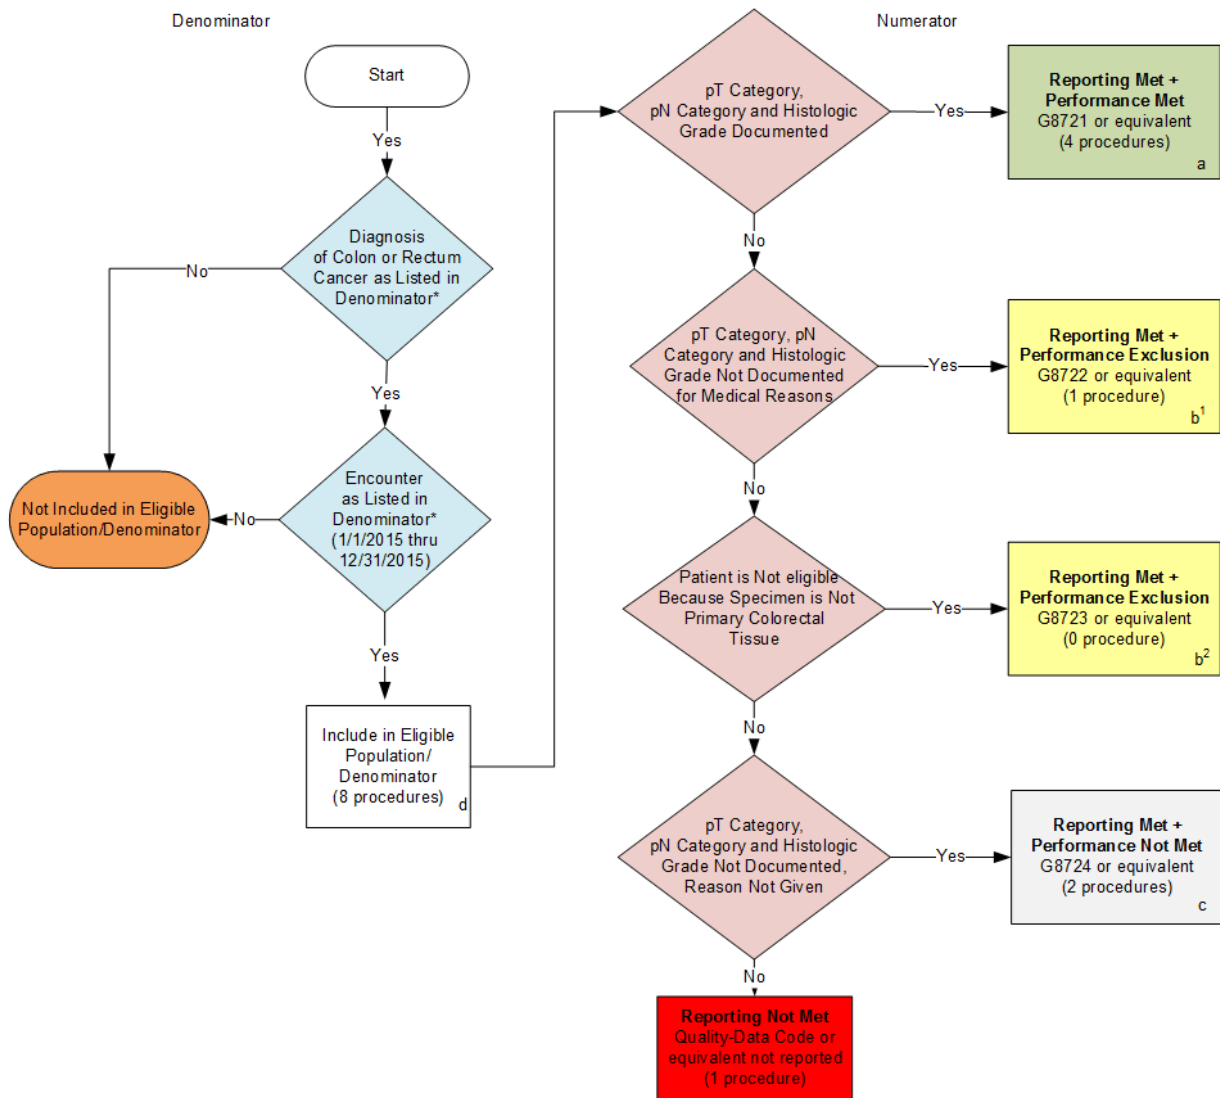 Denominator
Numerator
Start
Yes
Diagnosis
of Colon or Rectum
Cancer as Listed in
Denominator*
No
Yes
Encounter
as Listed in
Denominator*
(1/1/2015 thru
12/31/2015)
No
Not Included in Eligible
Population/Denominator
Yes
Include in Eligible
Population/
Denominator
(8 procedures)
d
pT Category,
pN Category and Histologic
Grade Documented
Yes
Reporting Met +
Performance Met
G8721 or equivalent
(4 procedures)
a
No
pT Category, pN
Category and Histologic
Grade Not Documented
for Medical Reasons
Yes
Reporting Met +
Performance Exclusion
G8722 or equivalent
(1 procedure)
b1
No
Patient is Not eligible
Because Specimen is Not
Primary Colorectal
Tissue
Yes
Reporting Met +
Performance Exclusion
G8723 or equivalent
(0 procedure)
b2
No
pT Category,
pN Category and Histologic
Grade Not Documented,
Reason Not Given
Yes
Reporting Met +
Performance Not Met
G8724 or equivalent
(2 procedures)
c
No
Reporting Not Met
Quality-Data Code or
equivalent not reported
(1 procedure)